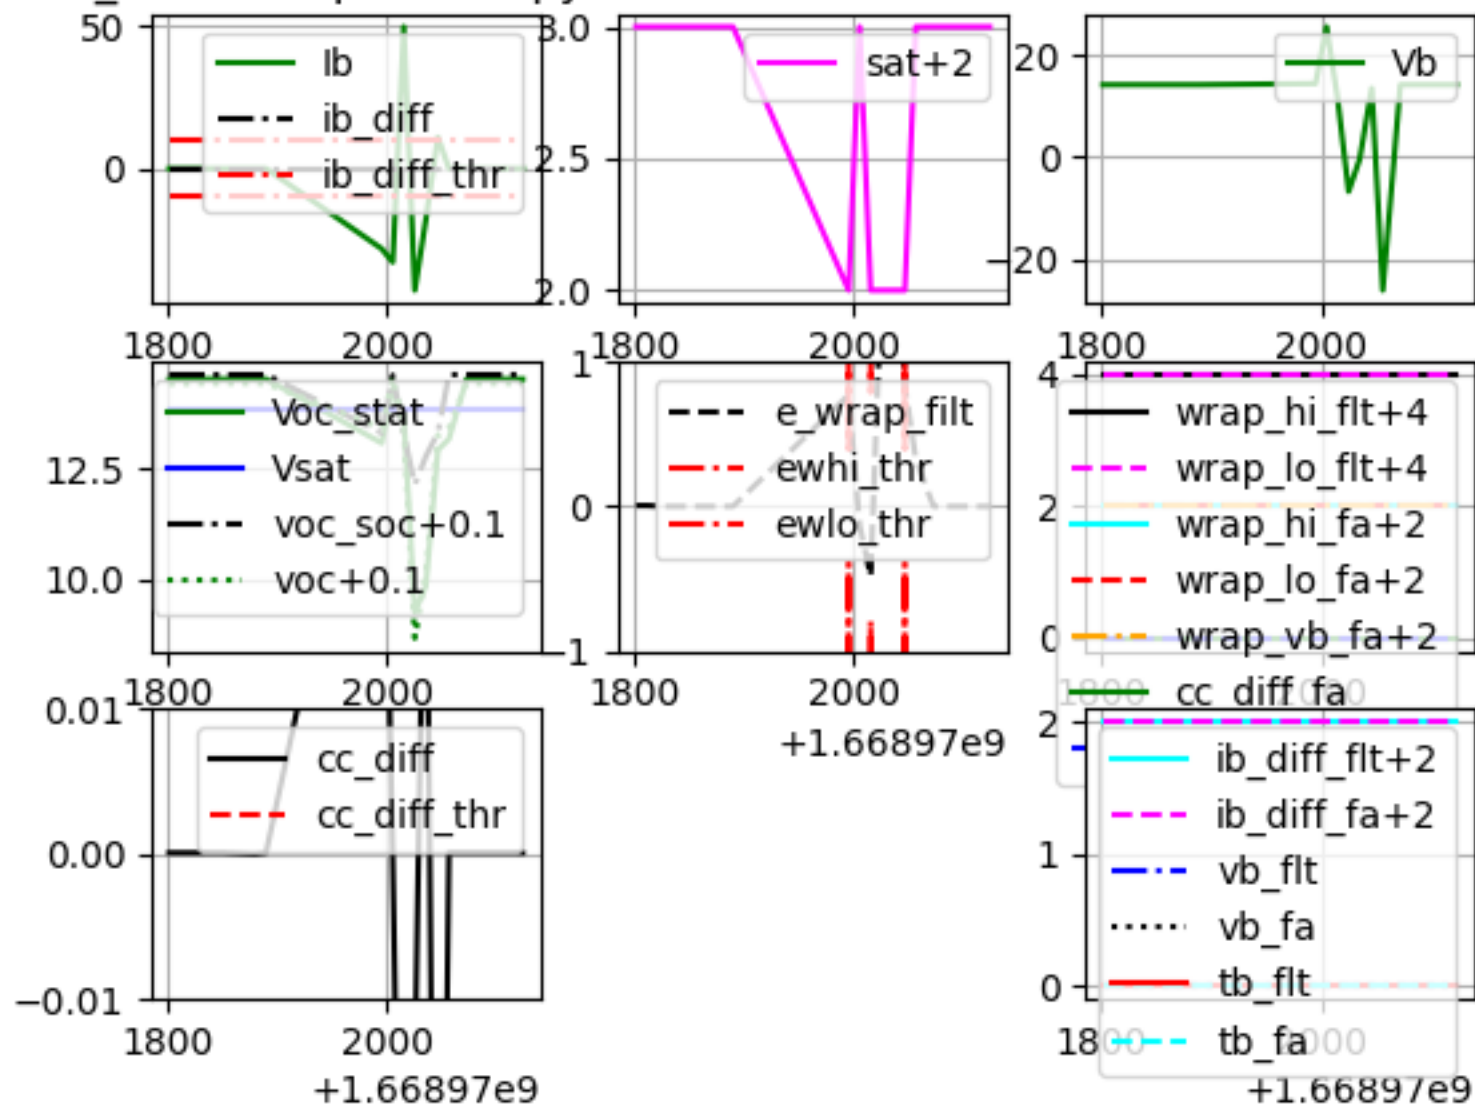 50
0
Ib
ib_diff
ib_diff_thr
1800
2000
3.0
2.5
2.0
sat+2
1800
2000
20
0
−20
Vb
1800
2000
12.5
10.0
Voc_stat
Vsat
voc_soc+0.1
voc+0.1
1800
2000
1
0
−1
e_wrap_filt
ewhi_thr
ewlo_thr
1800
2000
+1.66897e9
4
2
0
wrap_hi_flt+4
wrap_lo_flt+4
wrap_hi_fa+2
wrap_lo_fa+2
wrap_vb_fa+2
cc_diff_fa
1800
2000
0.01
0.00
−0.01
cc_diff
cc_diff_thr
1800
2000
+1.66897e9
2
1
0
ib_diff_flt+2
ib_diff_fa+2
vb_flt
vb_fa
tb_flt
tb_fa
1800
2000
+1.66897e9